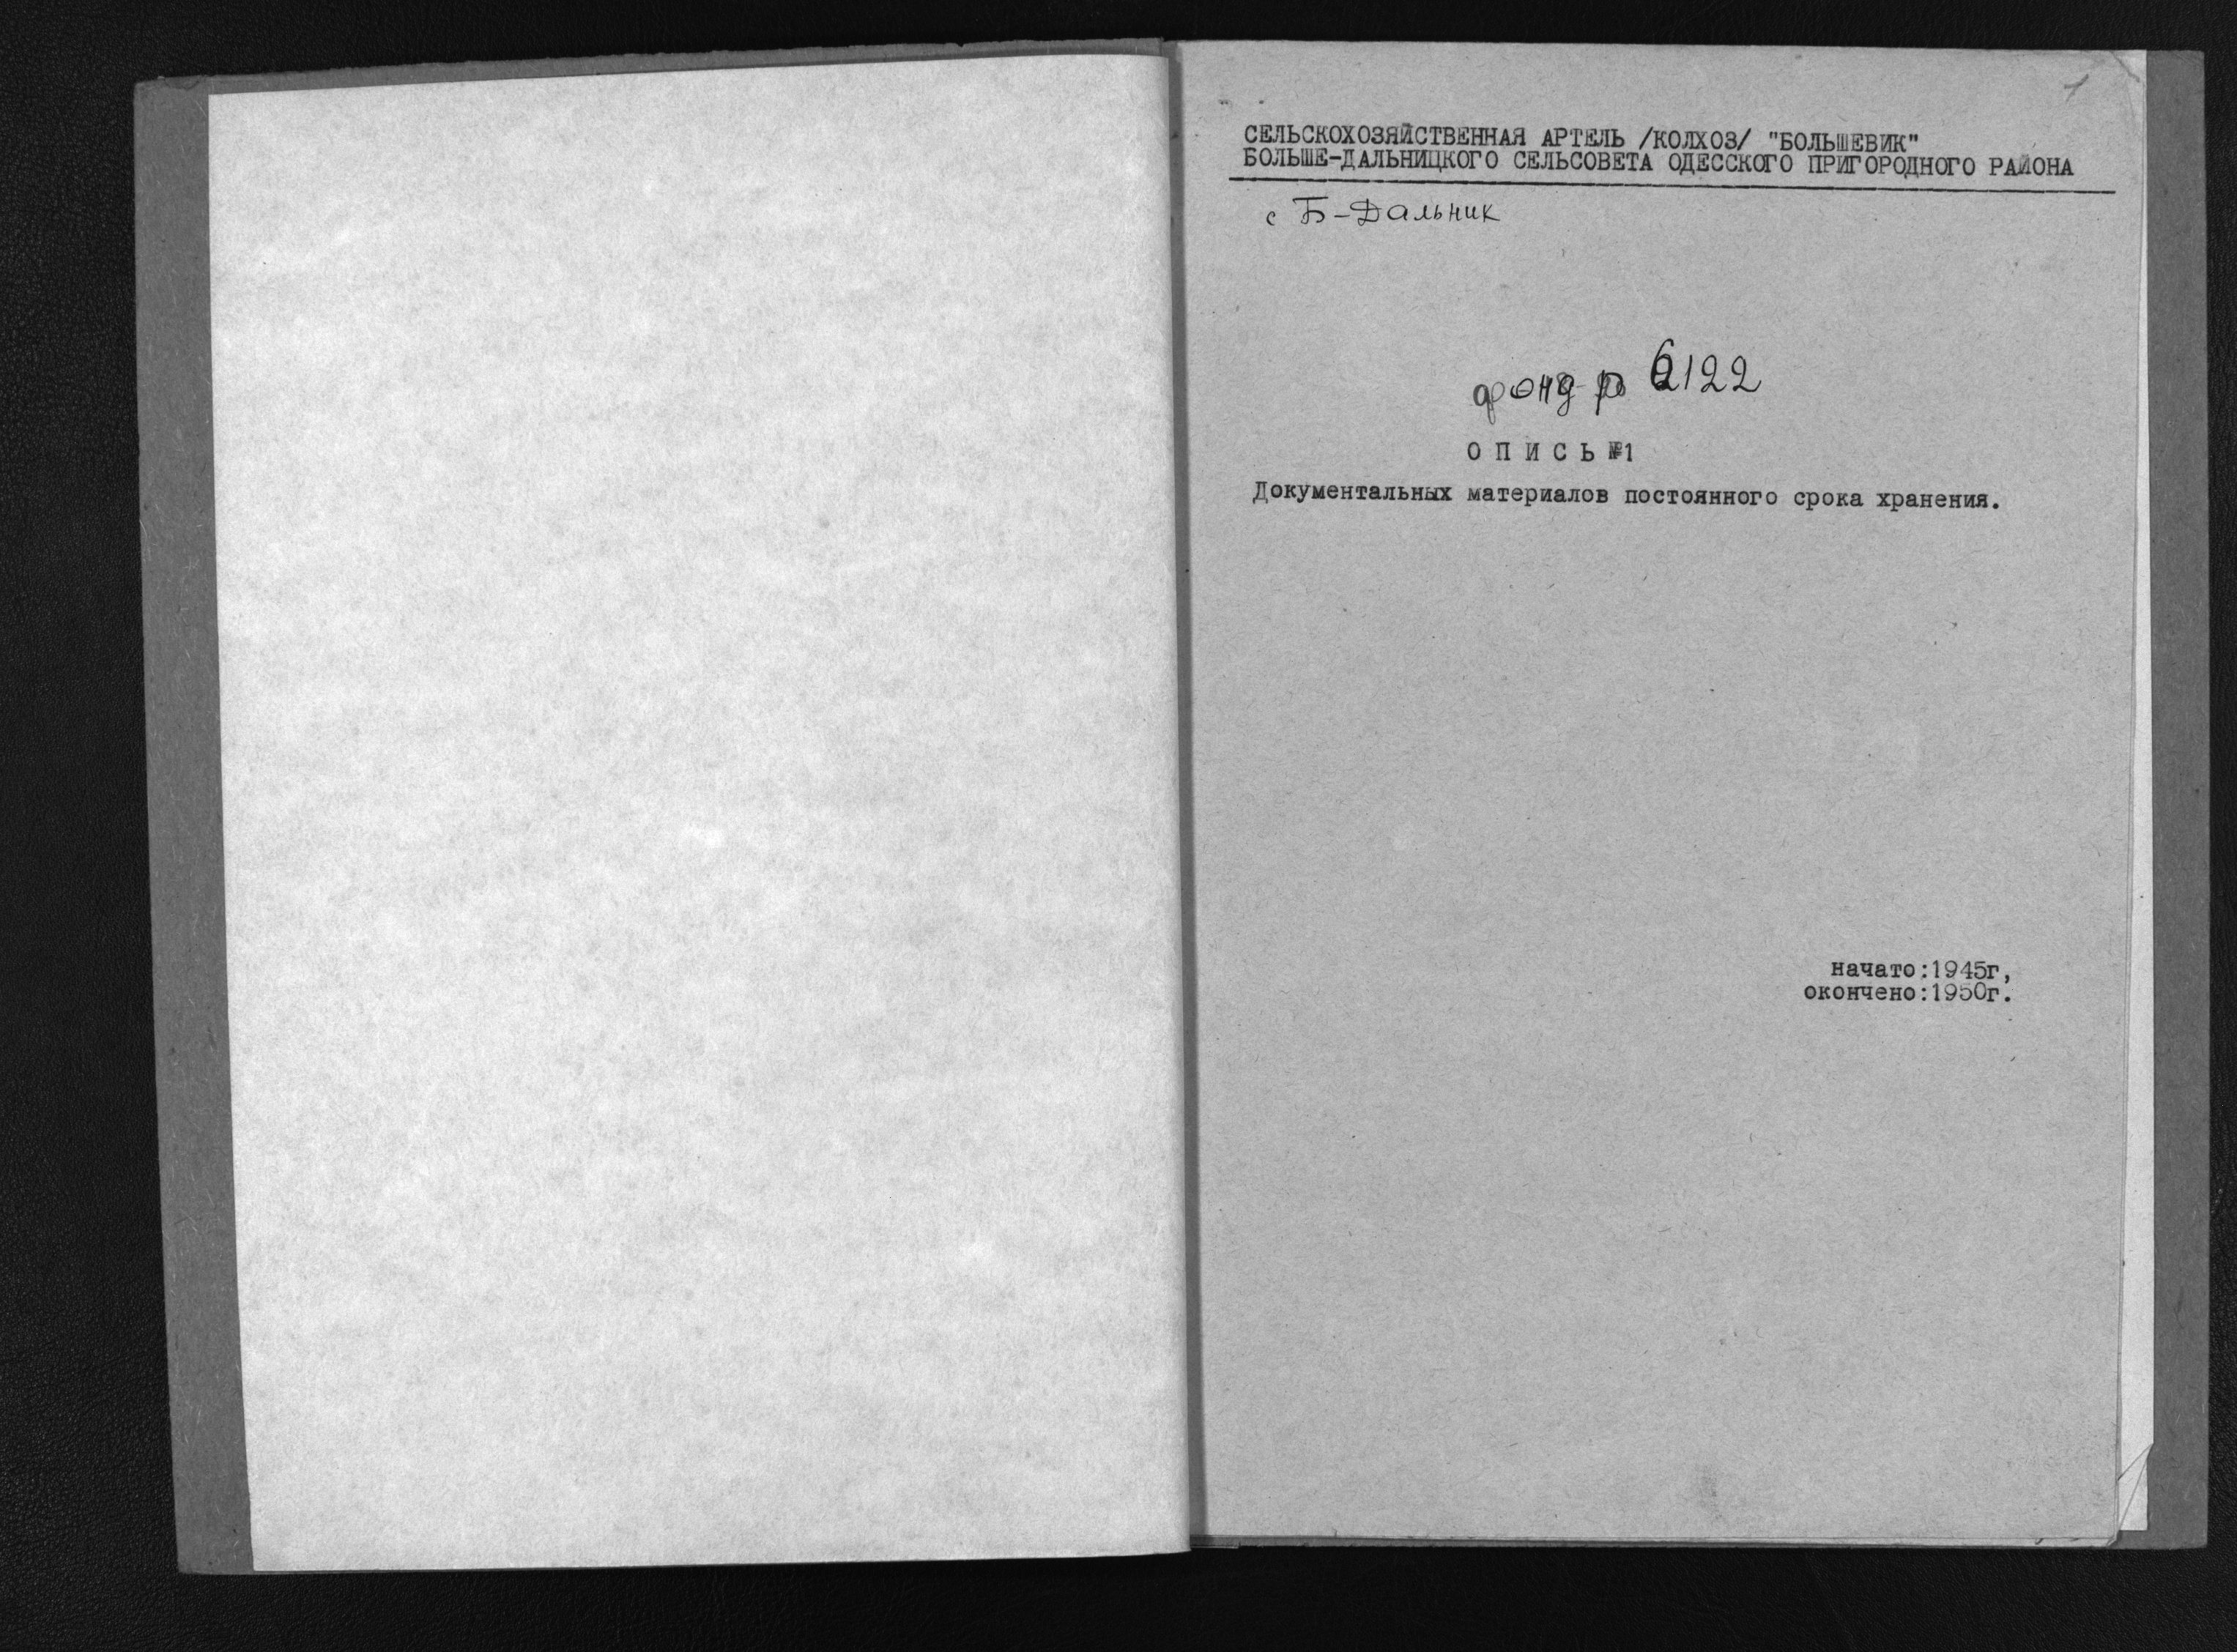 1
СЕЛЬСКОХОЗЯЙСТВЕННАЯ АРТЕЛЬ /КОЛХОЗ/ "БОЛЬШЕВИК"
БОЛЬШЕ-ДАЛЬНИЦКОГО СЕЛЬСОВЕТА ОДЕССКОГО ПРИГОРОДНОГО РАЙОНА
с Б-Дальник
фонд р 6122
О П И С Ь №1
Документальных материалов постоянного срока хранения.
начато:1945г,
окончено:1950г.